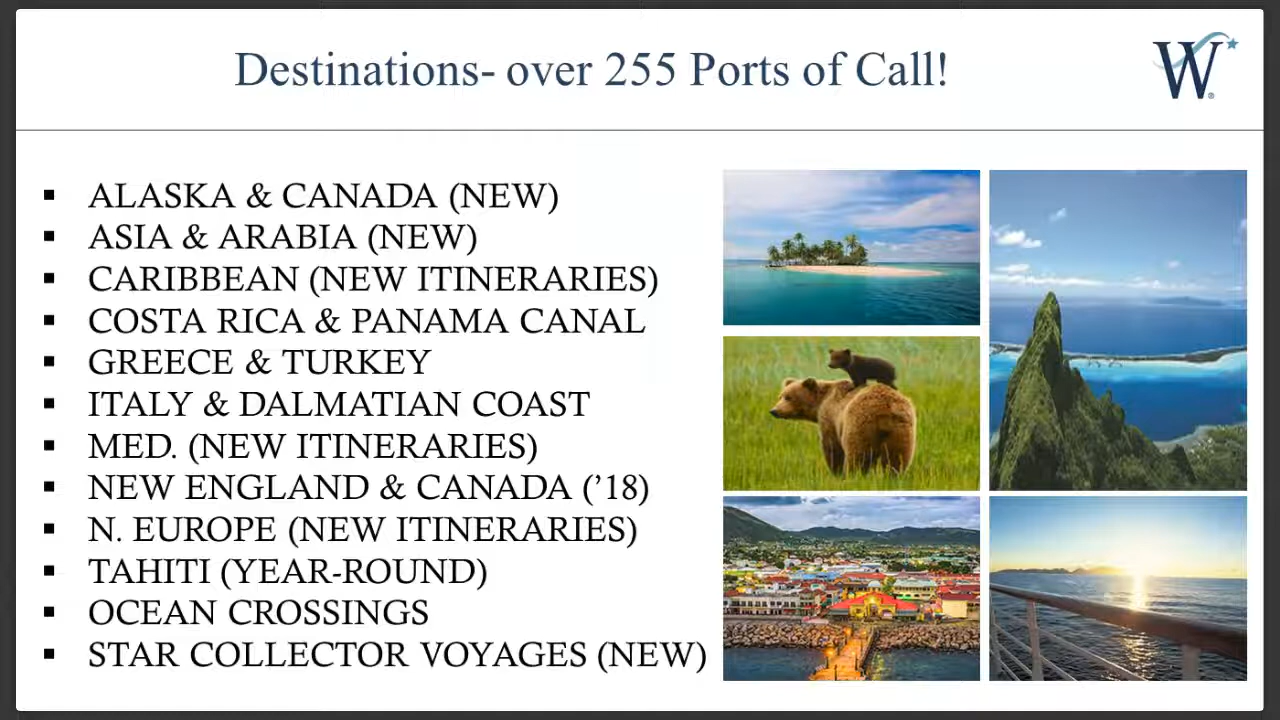 Destinations- over 255 Ports of Call!
W®
▪ ALASKA & CANADA (NEW)
▪ ASIA & ARABIA (NEW)
▪ CARIBBEAN (NEW ITINERARIES)
▪ COSTA RICA & PANAMA CANAL
▪ GREECE & TURKEY
▪ ITALY & DALMATIAN COAST
▪ MED. (NEW ITINERARIES)
▪ NEW ENGLAND & CANADA (’18)
▪ N. EUROPE (NEW ITINERARIES)
▪ TAHITI (YEAR-ROUND)
▪ OCEAN CROSSINGS
▪ STAR COLLECTOR VOYAGES (NEW)